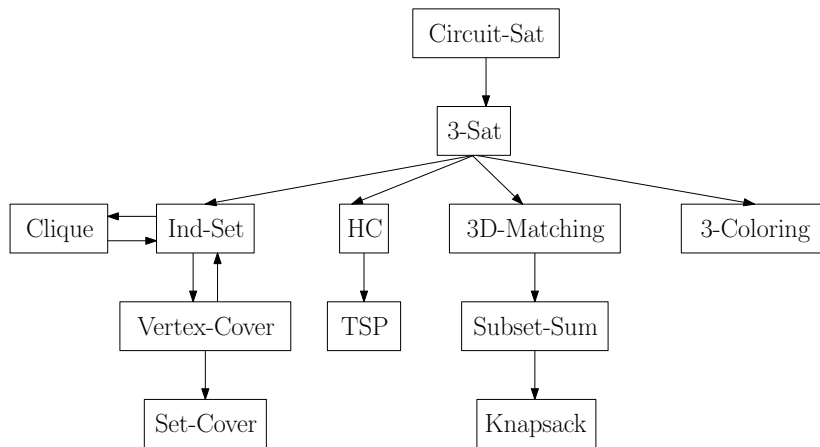 Circuit-Sat
3-Sat
Clique
Ind-Set
HC
3D-Matching
3-Coloring
Vertex-Cover
TSP
Subset-Sum
Set-Cover
Knapsack